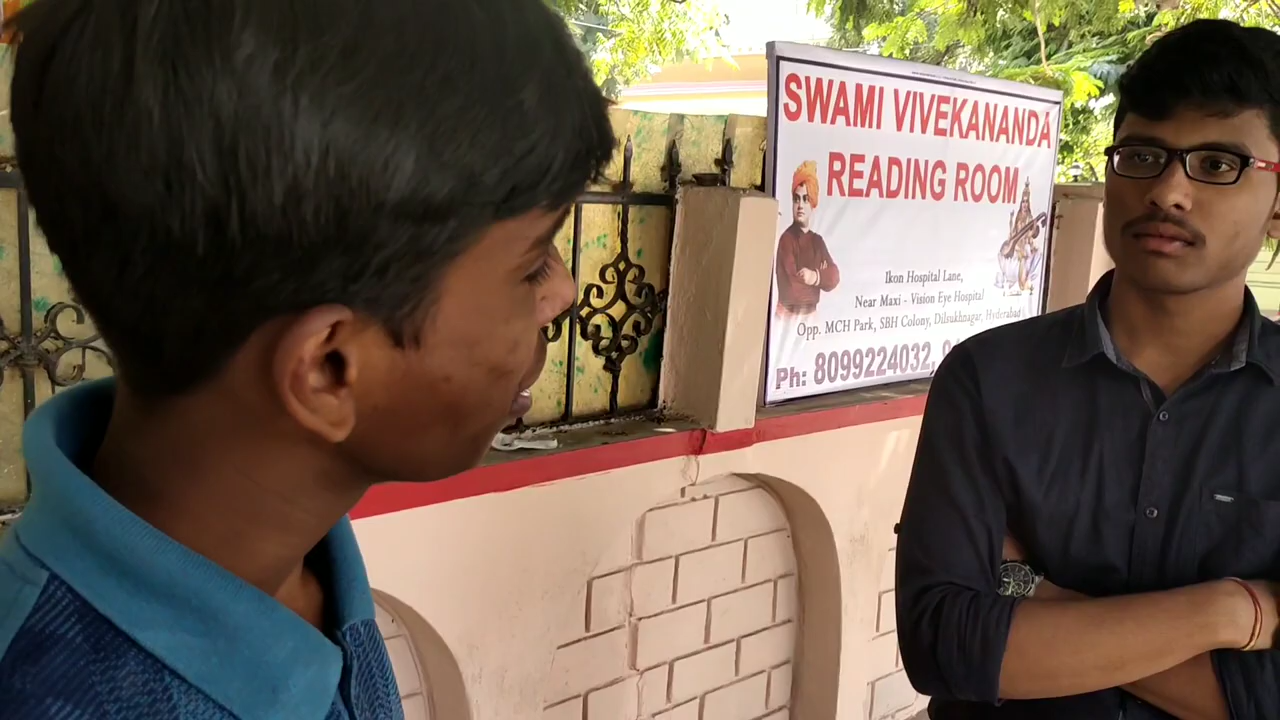 SWAMI VIVEKANANDA
READING ROOM
Ikon Hospital Lane,
Near Maxi - Vision Eye Hospital
Opp. MCH Park, SBH Colony, Dilsukhnagar, Hyderabad
Ph: 8099224032,